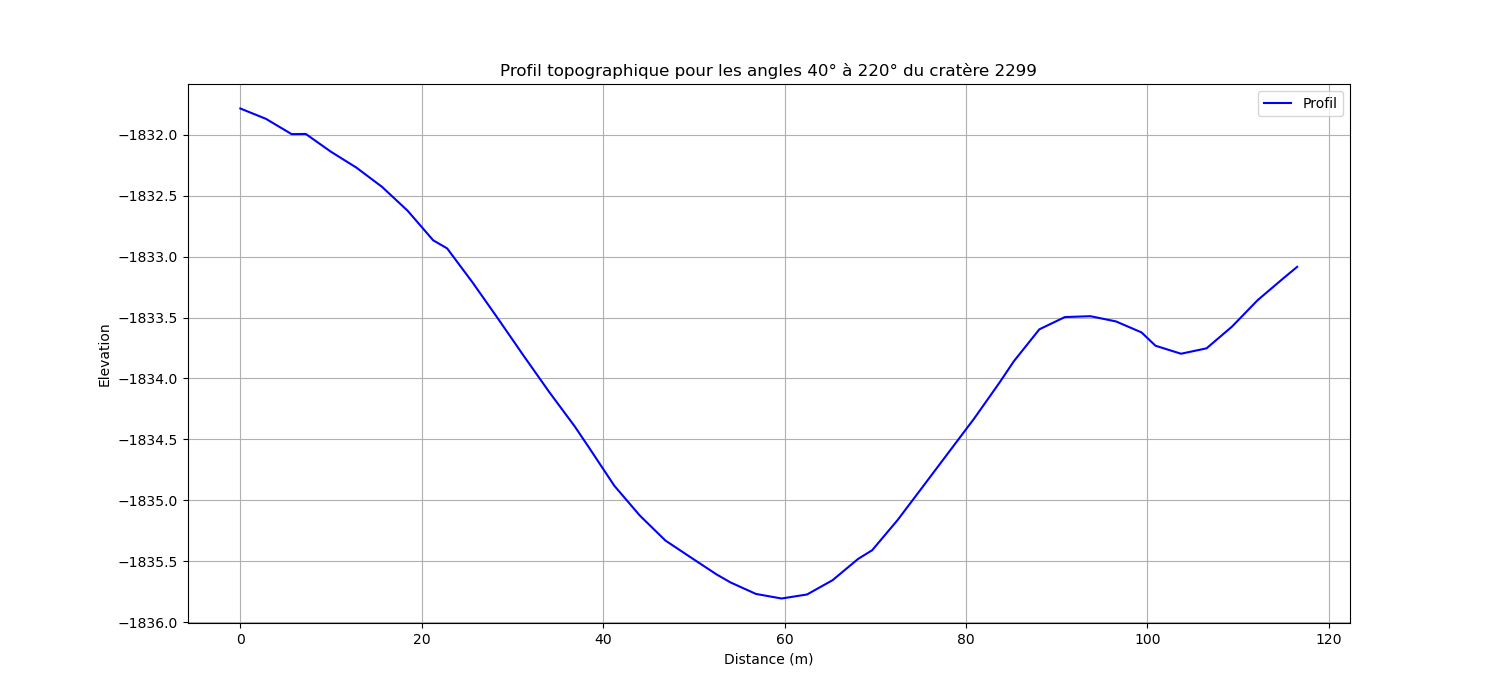 Profil topographique pour les angles 40° à 220° du cratère 2299
Profil
−1832.0
−1832.5
−1833.0
−1833.5
−1834.0
−1834.5
−1835.0
−1835.5
−1836.0
Elevation
0 20 40 60 80 100 120
Distance (m)